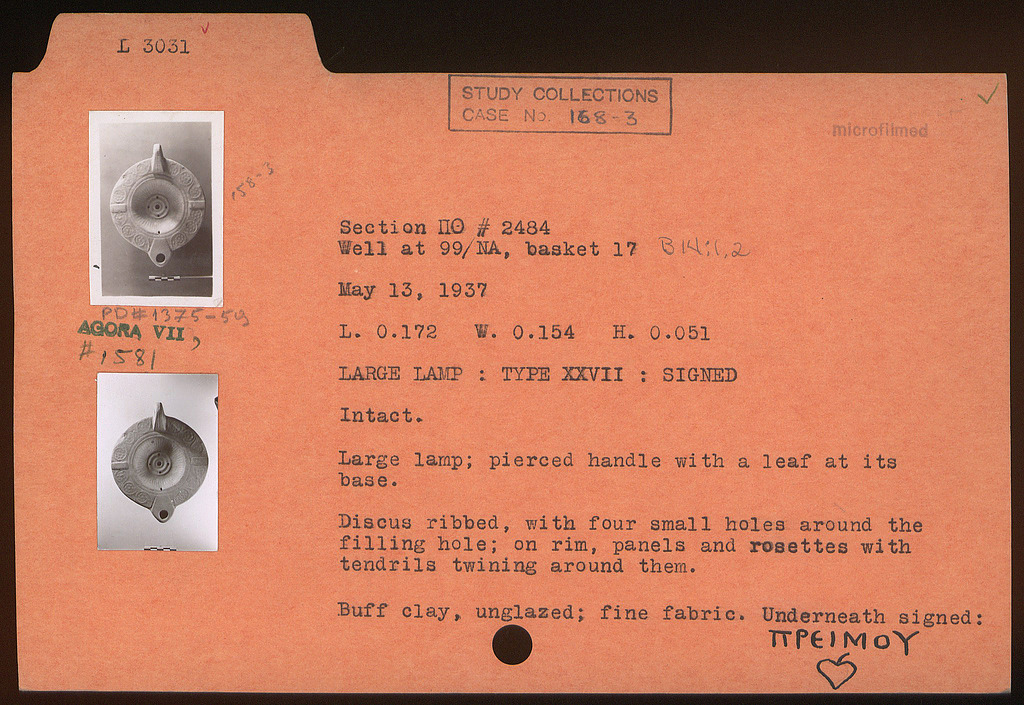 L 3031
STUDY COLLECTIONS
CASE No. 168-3
microfilmed
Section ΠΘ # 2484
Well at 99/ΝΑ, basket 17 B14:1,2
May 13, 1937
L. 0.172 W. 0.154 H. 0.051
LARGE LAMP : TYPE XXVII : SIGNED
Intact.
Large lamp; pierced handle with a leaf at its
base.
Discus ribbed, with four small holes around the
filling hole; on rim, panels and rosettes with
tendrils twining around them.
Buff clay, unglazed; fine fabric. Underneath signed:
ΠΡΕΙΜΟΥ
PD#1375-59
AGORA VII,
#1581